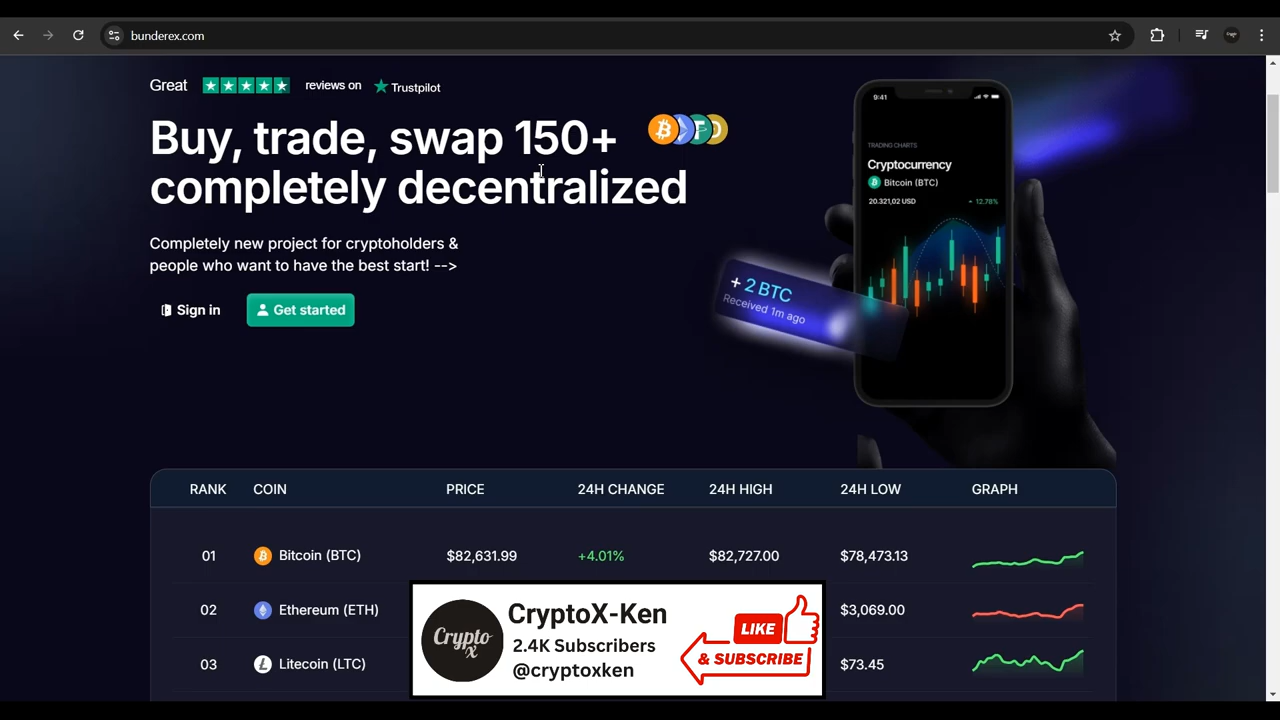 bunderex.com
Great reviews on Trustpilot
Buy, trade, swap 150+
completely decentralized
Completely new project for cryptoholders &
people who want to have the best start! -->
Sign in Get started
9:41
TRADING CHARTS
Cryptocurrency
Bitcoin (BTC)
20.321,02 USD + 12.78%
+ 2 BTC
Received 1m ago
RANK COIN PRICE 24H CHANGE 24H HIGH 24H LOW GRAPH
01 Bitcoin (BTC) $82,631.99 +4.01% $82,727.00 $78,473.13
02 Ethereum (ETH) $3,069.00
03 Litecoin (LTC) $73.45
Crypto
X
CryptoX-Ken
2.4K Subscribers
@cryptoxken
LIKE
& SUBSCRIBE